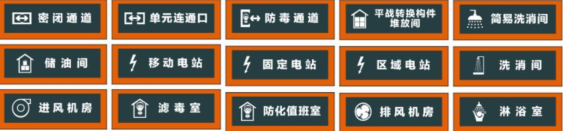 密闭通道
单元连通口
防毒通道
平战转换构件
堆放间
简易洗消间
储油间
移动电站
固定电站
区域电站
洗消间
进风机房
滤毒室
防化值班室
排风机房
淋浴室